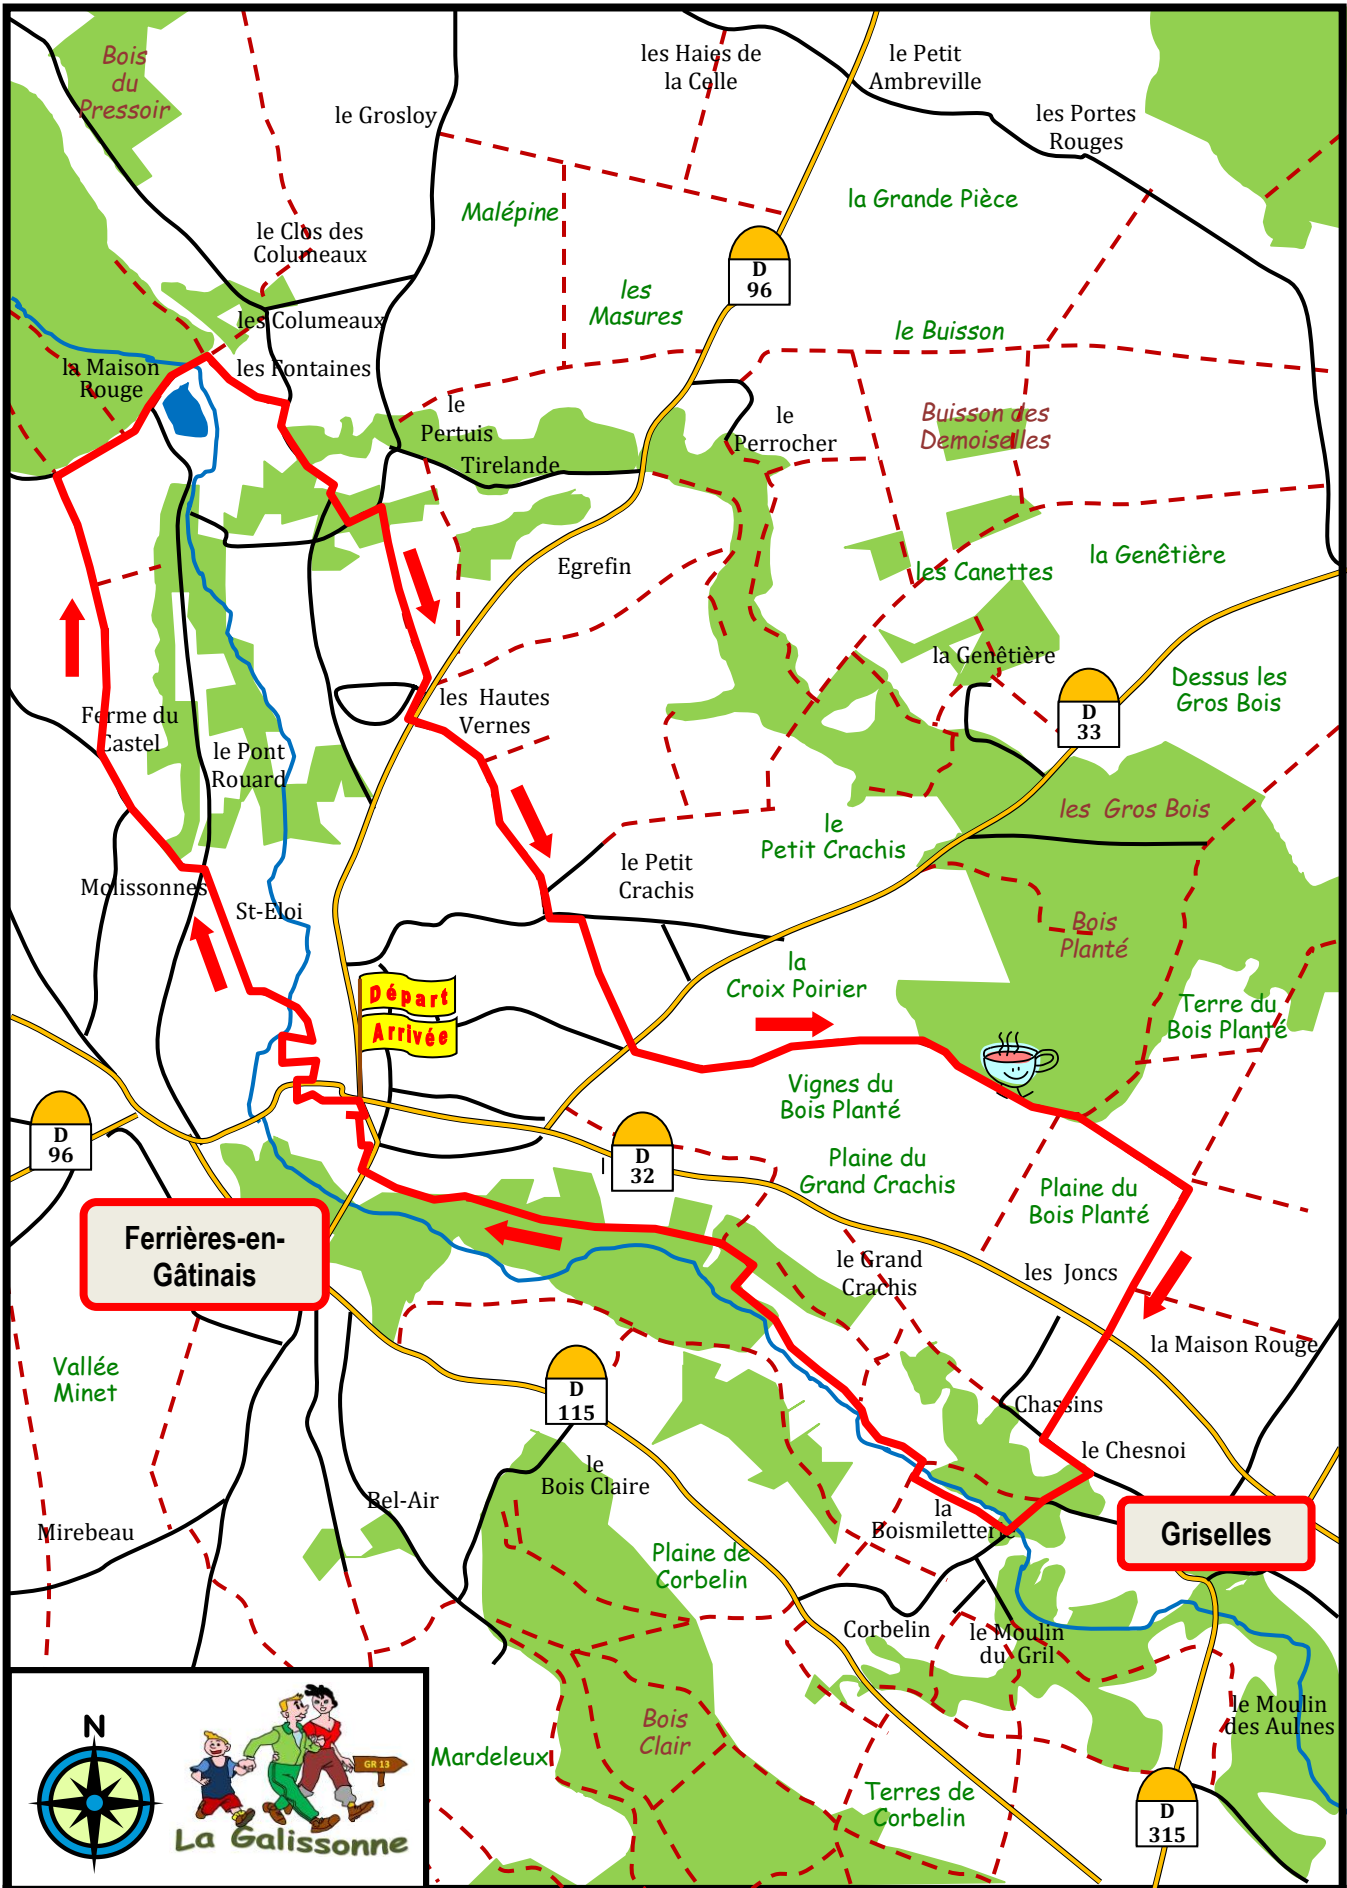 Bois
du
Pressoir
les Haies de
la Celle
le Petit
Ambreville
le Grosloy
les Portes
Rouges
Malépine
la Grande Pièce
le Clos des
Columeaux
D
96
les
Masures
les Columeaux
le Buisson
la Maison
Rouge
les Fontaines
le
Pertuis
le
Perrocher
Buisson des
Demoiselles
Tirelande
Egrefin
les Canettes
la Genêtière
la Genêtière
Dessus les
Gros Bois
les Hautes
Vernes
D
33
Ferme du
Castel
le Pont
Rouard
les Gros Bois
le
Petit Crachis
le Petit
Crachis
Molissonnes
St-Eloi
Bois
Planté
la
Croix Poirier
Départ
Arrivée
Terre du
Bois Planté
Vignes du
Bois Planté
D
96
D
32
Plaine du
Grand Crachis
Plaine du
Bois Planté
Ferrières-en-
Gâtinais
le Grand
Crachis
les Joncs
la Maison Rouge
Vallée
Minet
D
115
Chassins
le Chesnoi
le
Bois Claire
Bel-Air
Mirebeau
la
Boismiletterie
Griselles
Plaine de
Corbelin
Corbelin
le Moulin
du Gril
le Moulin
des Aulnes
Bois
Clair
Mardeleux
Terres de
Corbelin
D
315
N
GR 13
La Galissonne